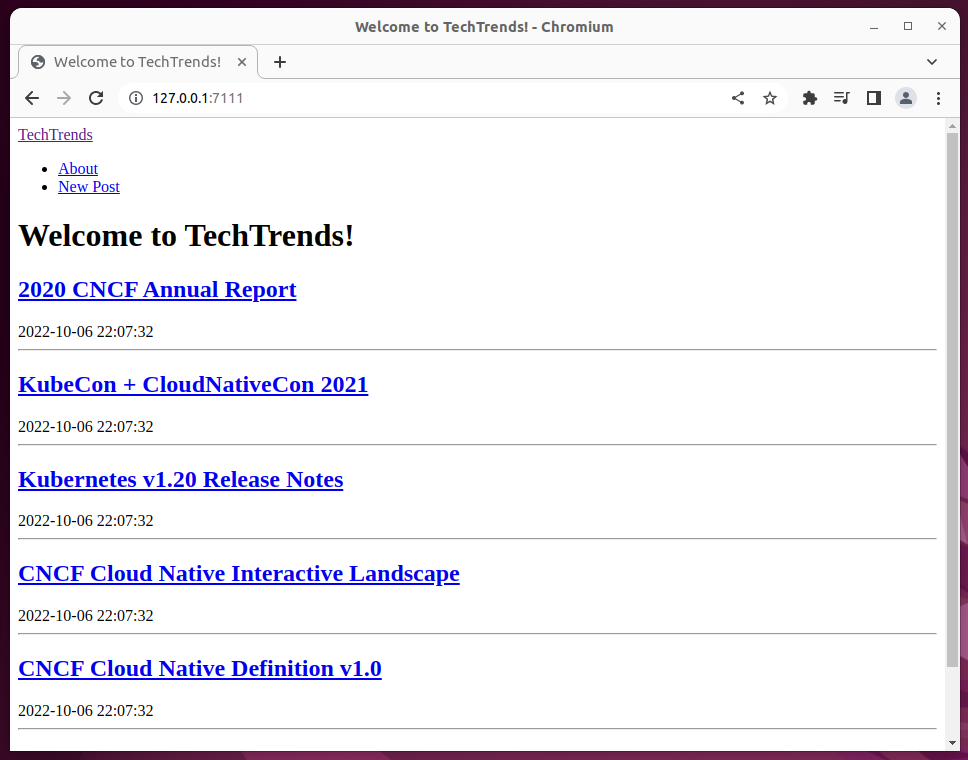 Welcome to TechTrends! - Chromium
Welcome to TechTrends!
127.0.0.1:7111
TechTrends
About
New Post
Welcome to TechTrends!
2020 CNCF Annual Report
2022-10-06 22:07:32
KubeCon + CloudNativeCon 2021
2022-10-06 22:07:32
Kubernetes v1.20 Release Notes
2022-10-06 22:07:32
CNCF Cloud Native Interactive Landscape
2022-10-06 22:07:32
CNCF Cloud Native Definition v1.0
2022-10-06 22:07:32